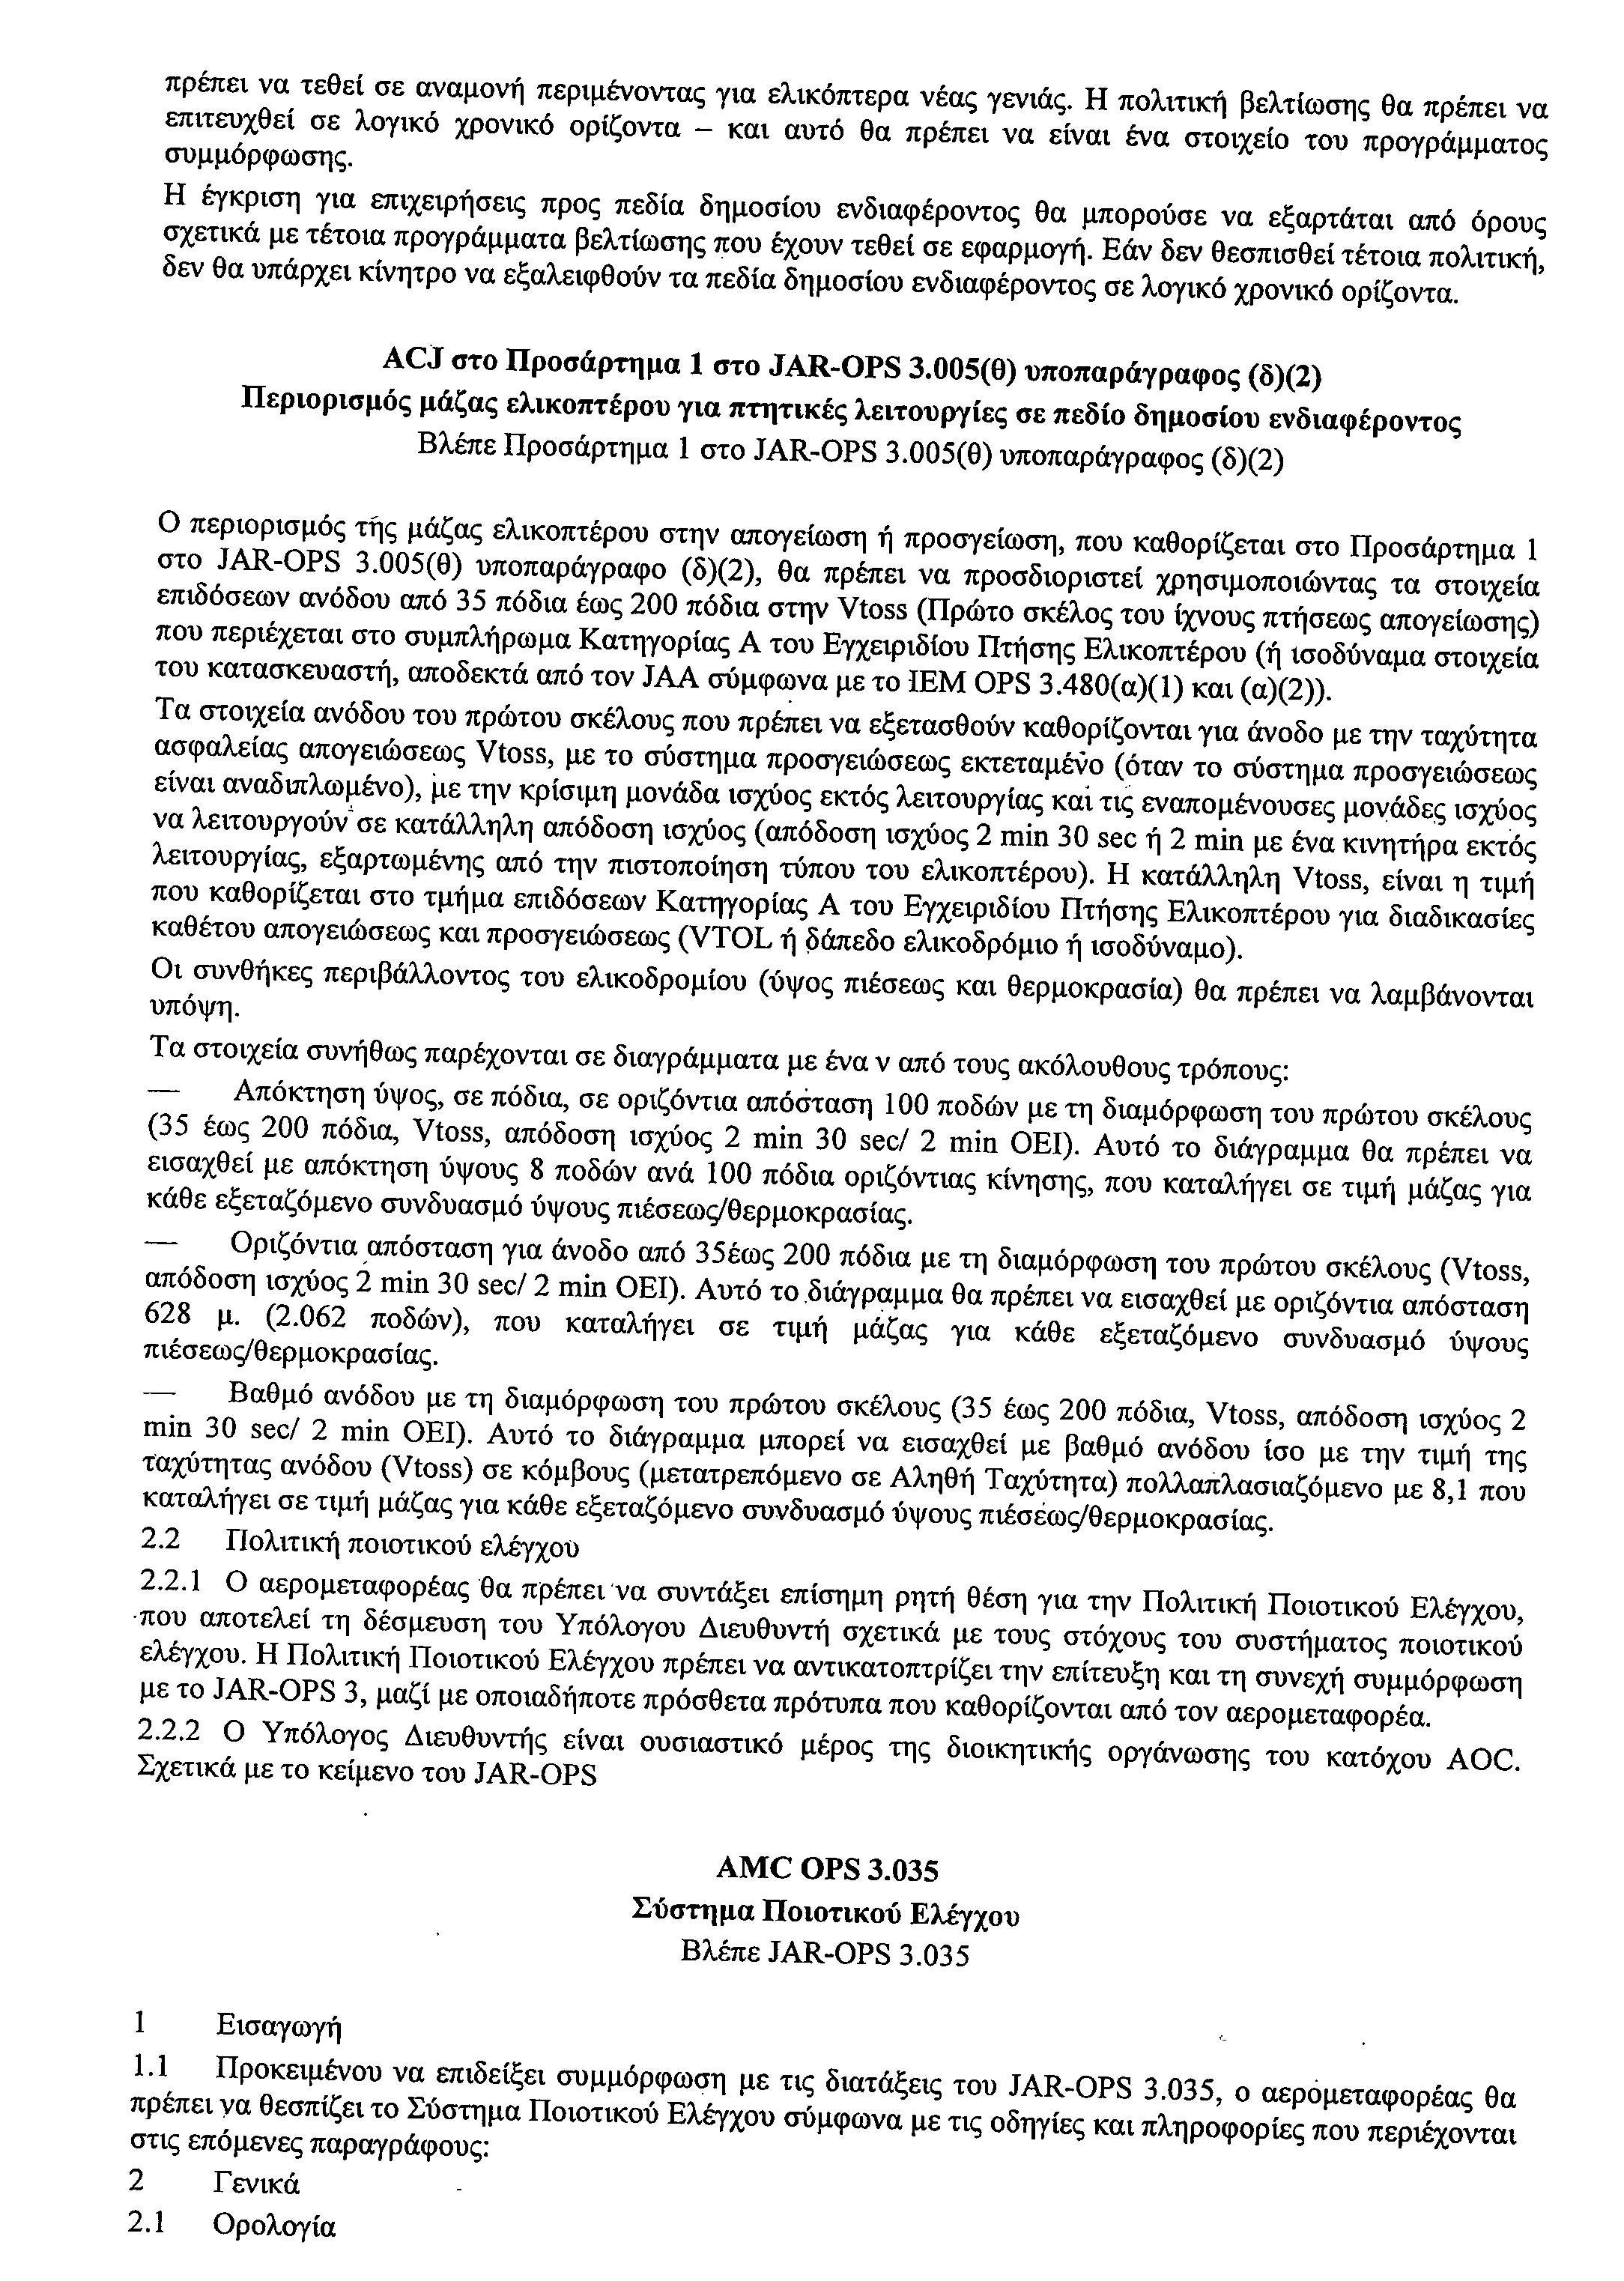 πρέπει να τεθεί σε αναμονή περιμένοντας για ελικόπτερα νέας γενιάς. Η πολιτική βελτίωσης θα πρέπει να
επιτευχθεί σε λογικό χρονικό ορίζοντα – και αυτό θα πρέπει να είναι ένα στοιχείο του προγράμματος
συμμόρφωσης.
Η έγκριση για επιχειρήσεις προς πεδία δημοσίου ενδιαφέροντος θα μπορούσε να εξαρτάται από όρους
σχετικά με τέτοια προγράμματα βελτίωσης που έχουν τεθεί σε εφαρμογή. Εάν δεν θεσπισθεί τέτοια πολιτική,
δεν θα υπάρχει κίνητρο να εξαλειφθούν τα πεδία δημοσίου ενδιαφέροντος σε λογικό χρονικό ορίζοντα.
ACJ στο Προσάρτημα 1 στο JAR-OPS 3.005(θ) υποπαράγραφος (δ)(2)
Περιορισμός μάζας ελικοπτέρου για πτητικές λειτουργίες σε πεδίο δημοσίου ενδιαφέροντος
Βλέπε Προσάρτημα 1 στο JAR-OPS 3.005(θ) υποπαράγραφος (δ)(2)
Ο περιορισμός της μάζας ελικοπτέρου στην απογείωση ή προσγείωση, που καθορίζεται στο Προσάρτημα 1
στο JAR-OPS 3.005(θ) υποπαράγραφο (δ)(2), θα πρέπει να προσδιοριστεί χρησιμοποιώντας τα στοιχεία
επιδόσεων ανόδου από 35 πόδια έως 200 πόδια στην Vtoss (Πρώτο σκέλος του ίχνους πτήσεως απογείωσης)
που περιέχεται στο συμπλήρωμα Κατηγορίας Α του Εγχειριδίου Πτήσης Ελικοπτέρου (ή ισοδύναμα στοιχεία
του κατασκευαστή, αποδεκτά από τον JAA σύμφωνα με το IEM OPS 3.480(α)(1) και (α)(2)).
Τα στοιχεία ανόδου του πρώτου σκέλους που πρέπει να εξετασθούν καθορίζονται για άνοδο με την ταχύτητα
ασφαλείας απογειώσεως Vtoss, με το σύστημα προσγειώσεως εκτεταμένο (όταν το σύστημα προσγειώσεως
είναι αναδιπλωμένο), με την κρίσιμη μονάδα ισχύος εκτός λειτουργίας και τις εναπομένουσες μονάδες ισχύος
να λειτουργούν σε κατάλληλη απόδοση ισχύος (απόδοση ισχύος 2 min 30 sec ή 2 min με ένα κινητήρα εκτός
λειτουργίας, εξαρτωμένης από την πιστοποίηση τύπου του ελικοπτέρου). Η κατάλληλη Vtoss, είναι η τιμή
που καθορίζεται στο τμήμα επιδόσεων Κατηγορίας Α του Εγχειριδίου Πτήσης Ελικοπτέρου για διαδικασίες
καθέτου απογειώσεως και προσγειώσεως (VTOL ή δάπεδο ελικοδρόμιο ή ισοδύναμο).
Οι συνθήκες περιβάλλοντος του ελικοδρομίου (ύψος πιέσεως και θερμοκρασία) θα πρέπει να λαμβάνονται
υπόψη.
Τα στοιχεία συνήθως παρέχονται σε διαγράμματα με ένα ν από τους ακόλουθους τρόπους:
— Απόκτηση ύψος, σε πόδια, σε οριζόντια απόσταση 100 ποδών με τη διαμόρφωση του πρώτου σκέλους
(35 έως 200 πόδια, Vtoss, απόδοση ισχύος 2 min 30 sec/ 2 min OEI). Αυτό το διάγραμμα θα πρέπει να
εισαχθεί με απόκτηση ύψους 8 ποδών ανά 100 πόδια οριζόντιας κίνησης, που καταλήγει σε τιμή μάζας για
κάθε εξεταζόμενο συνδυασμό ύψους πιέσεως/θερμοκρασίας.
— Οριζόντια απόσταση για άνοδο από 35έως 200 πόδια με τη διαμόρφωση του πρώτου σκέλους (Vtoss,
απόδοση ισχύος 2 min 30 sec/ 2 min OEI). Αυτό το διάγραμμα θα πρέπει να εισαχθεί με οριζόντια απόσταση
628 μ. (2.062 ποδών), που καταλήγει σε τιμή μάζας για κάθε εξεταζόμενο συνδυασμό ύψους
πιέσεως/θερμοκρασίας.
— Βαθμό ανόδου με τη διαμόρφωση του πρώτου σκέλους (35 έως 200 πόδια, Vtoss, απόδοση ισχύος 2
min 30 sec/ 2 min OEI). Αυτό το διάγραμμα μπορεί να εισαχθεί με βαθμό ανόδου ίσο με την τιμή της
ταχύτητας ανόδου (Vtoss) σε κόμβους (μετατρεπόμενο σε Αληθή Ταχύτητα) πολλαπλασιαζόμενο με 8,1 που
καταλήγει σε τιμή μάζας για κάθε εξεταζόμενο συνδυασμό ύψους πιέσεως/θερμοκρασίας.
2.2 Πολιτική ποιοτικού ελέγχου
2.2.1 Ο αερομεταφορέας θα πρέπει να συντάξει επίσημη ρητή θέση για την Πολιτική Ποιοτικού Ελέγχου,
που αποτελεί τη δέσμευση του Υπόλογου Διευθυντή σχετικά με τους στόχους του συστήματος ποιοτικού
ελέγχου. Η Πολιτική Ποιοτικού Ελέγχου πρέπει να αντικατοπτρίζει την επίτευξη και τη συνεχή συμμόρφωση
με το JAR-OPS 3, μαζί με οποιαδήποτε πρόσθετα πρότυπα που καθορίζονται από τον αερομεταφορέα.
2.2.2 Ο Υπόλογος Διευθυντής είναι ουσιαστικό μέρος της διοικητικής οργάνωσης του κατόχου AOC.
Σχετικά με το κείμενο του JAR-OPS
AMC OPS 3.035
Σύστημα Ποιοτικού Ελέγχου
Βλέπε JAR-OPS 3.035
1 Εισαγωγή
1.1 Προκειμένου να επιδείξει συμμόρφωση με τις διατάξεις του JAR-OPS 3.035, ο αερομεταφορέας θα
πρέπει να θεσπίζει το Σύστημα Ποιοτικού Ελέγχου σύμφωνα με τις οδηγίες και πληροφορίες που περιέχονται
στις επόμενες παραγράφους:
2 Γενικά
2.1 Ορολογία